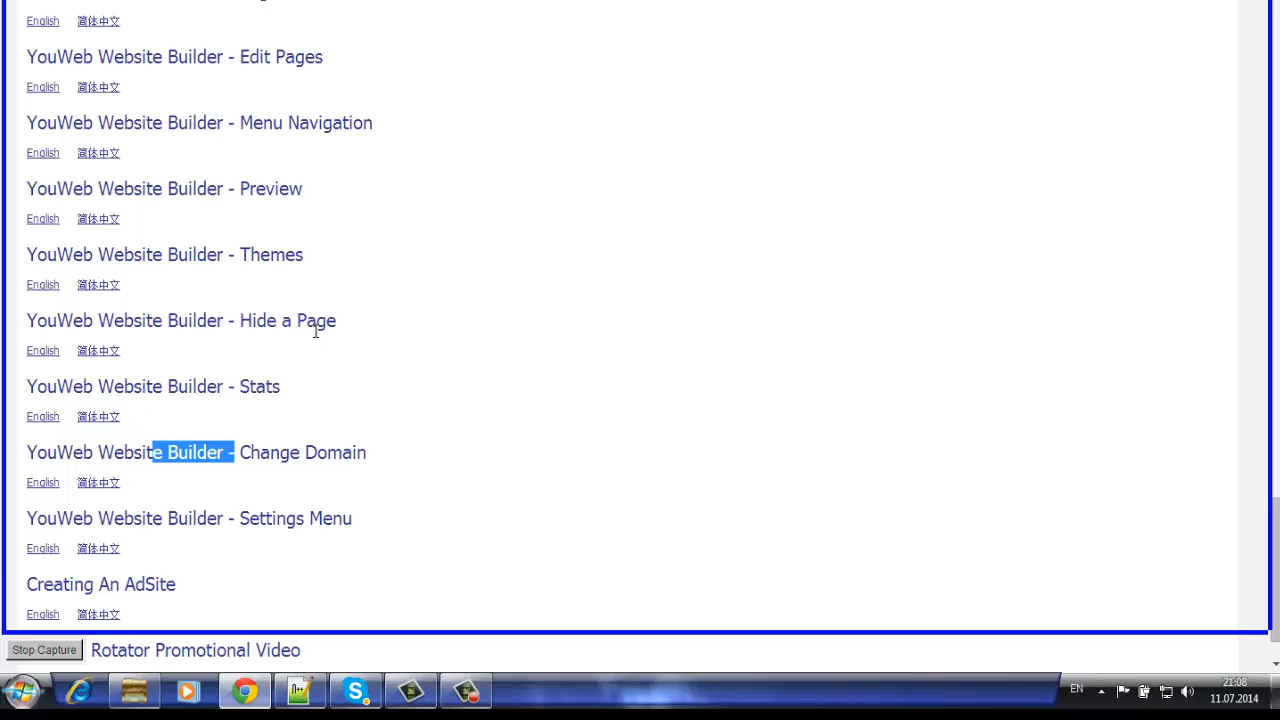 English 简体中文
YouWeb Website Builder - Edit Pages
English 简体中文
YouWeb Website Builder - Menu Navigation
English 简体中文
YouWeb Website Builder - Preview
English 简体中文
YouWeb Website Builder - Themes
English 简体中文
YouWeb Website Builder - Hide a Page
English 简体中文
YouWeb Website Builder - Stats
English 简体中文
YouWeb Website Builder - Change Domain
English 简体中文
YouWeb Website Builder - Settings Menu
English 简体中文
Creating An AdSite
English 简体中文
Stop Capture Rotator Promotional Video
EN 21:08
11.07.2014